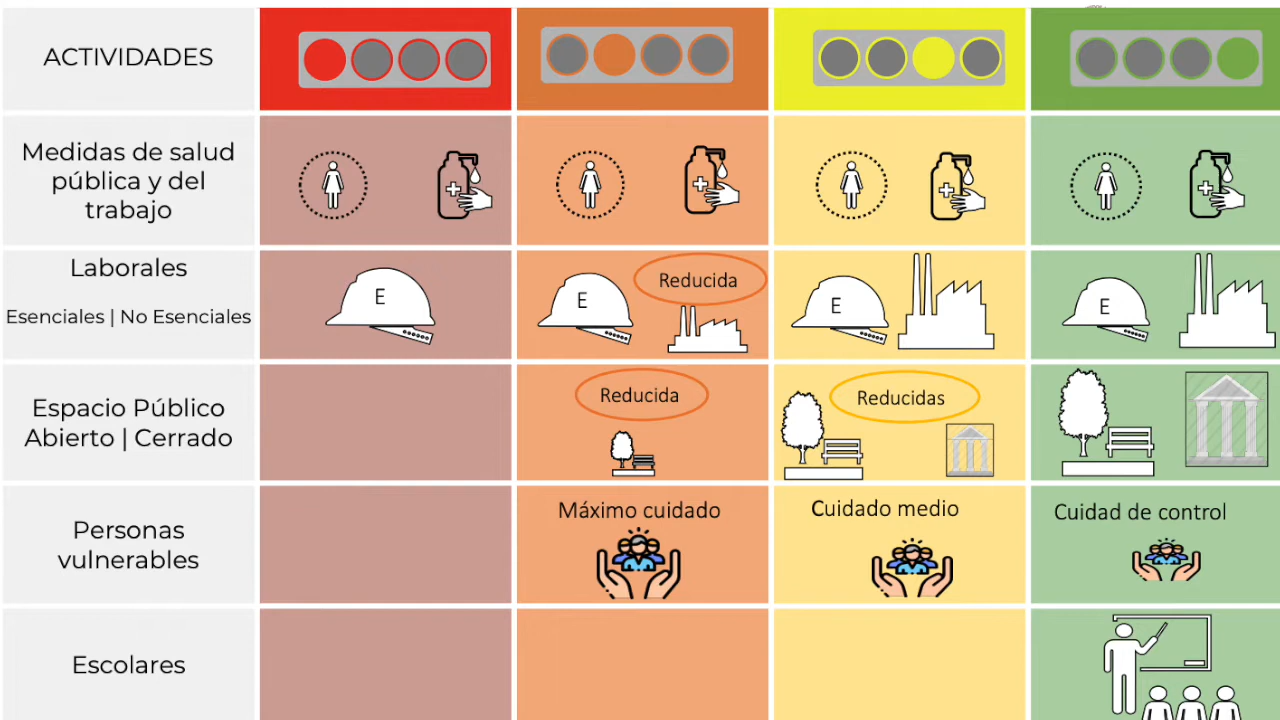 ACTIVIDADES
Medidas de salud
pública y del
trabajo
Laborales
Esenciales | No Esenciales
E
E
Reducida
E
E
Espacio Público
Abierto | Cerrado
Reducida
Reducidas
Personas
vulnerables
Máximo cuidado
Cuidado medio
Cuidad de control
Escolares